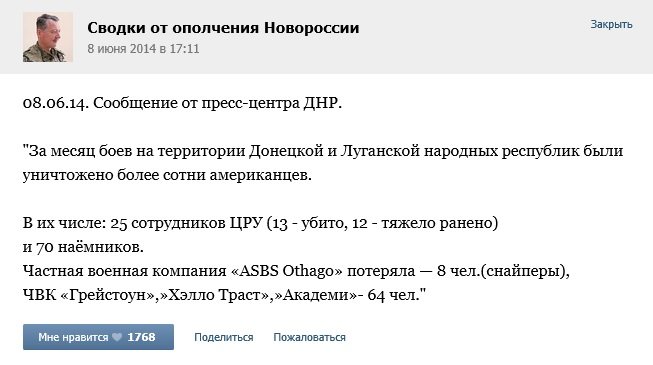 Сводки от ополчения Новороссии
Закрыть
8 июня 2014 в 17:11
08.06.14. Сообщение от пресс-центра ДНР.
"За месяц боев на территории Донецкой и Луганской народных республик были
уничтожено более сотни американцев.
В их числе: 25 сотрудников ЦРУ (13 - убито, 12 - тяжело ранено)
и 70 наёмников.
Частная военная компания «ASBS Othago» потеряла — 8 чел.(снайперы),
ЧВК «Грейстоун»,»Хэлло Траст»,»Академи»- 64 чел."
Мне нравится 1768 Поделиться Пожаловаться